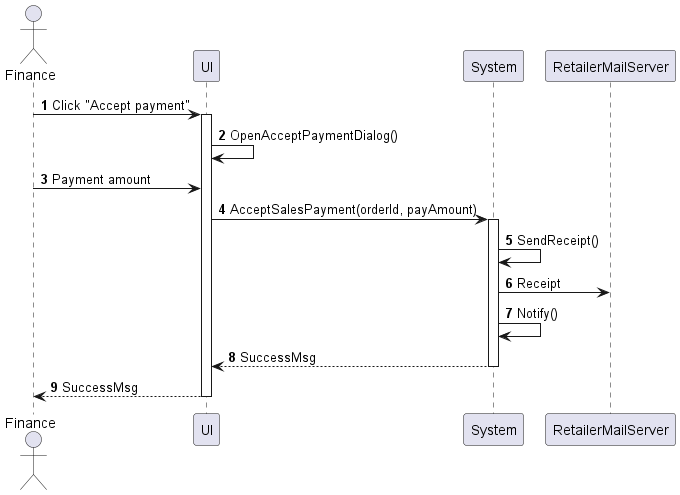 Finance
UI
System
RetailerMailServer
1 Click "Accept payment"
2 OpenAcceptPaymentDialog()
3 Payment amount
4 AcceptSalesPayment(orderId, payAmount)
5 SendReceipt()
6 Receipt
7 Notify()
8 SuccessMsg
9 SuccessMsg
Finance
UI
System
RetailerMailServer